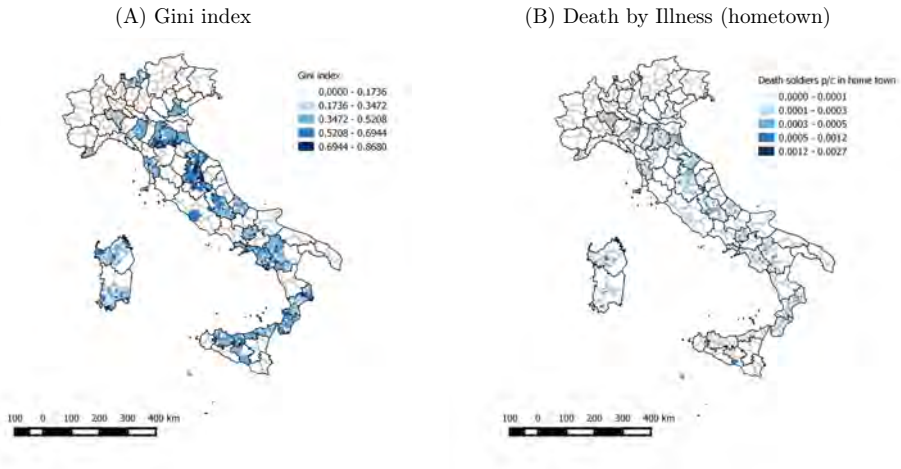 (A) Gini index
(B) Death by Illness (hometown)
Gini index
0,0000 - 0.1736
0.1736 - 0.3472
0.3472 - 0.5208
0.5208 - 0.6944
0.6944 - 0.8680
Death soldiers p/c in home town
0.0000 - 0.0001
0.0001 - 0.0003
0.0003 - 0.0005
0.0005 - 0.0012
0.0012 - 0.0027
100 0 100 200 300 400 km
100 0 100 200 300 400 km